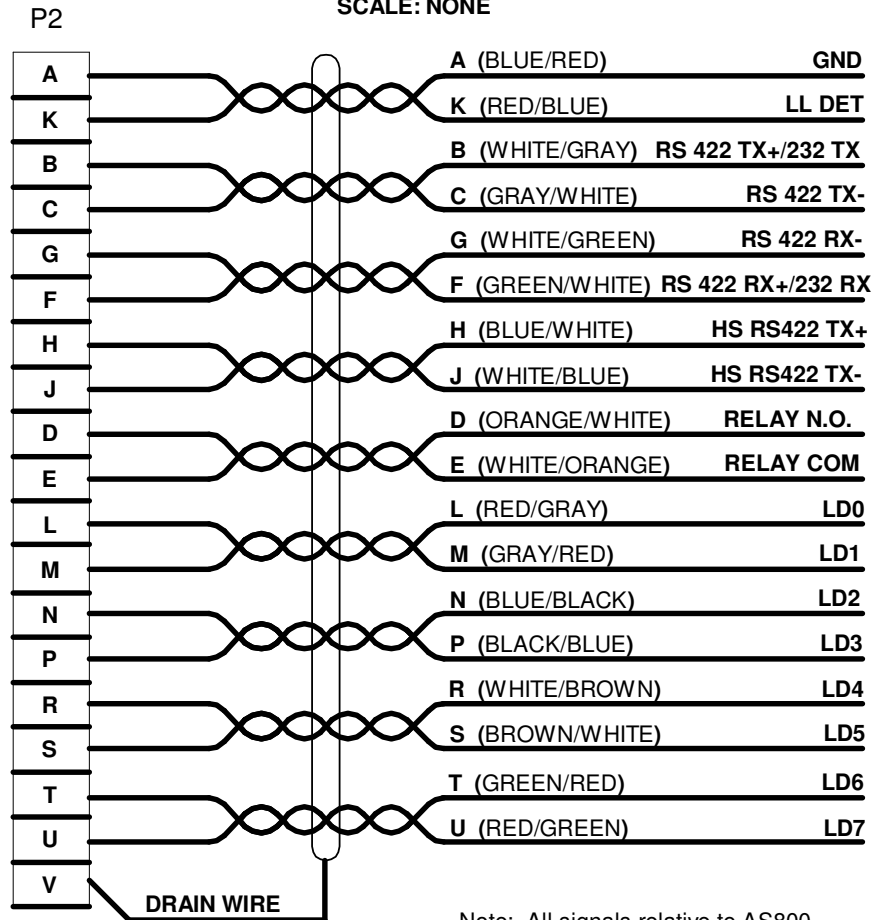 SCALE: NONE
P2
A A (BLUE/RED) GND
K K (RED/BLUE) LL DET
B B (WHITE/GRAY) RS 422 TX+/232 TX
C C (GRAY/WHITE) RS 422 TX-
G G (WHITE/GREEN) RS 422 RX-
F F (GREEN/WHITE) RS 422 RX+/232 RX
H H (BLUE/WHITE) HS RS422 TX+
J J (WHITE/BLUE) HS RS422 TX-
D D (ORANGE/WHITE) RELAY N.O.
E E (WHITE/ORANGE) RELAY COM
L L (RED/GRAY) LD0
M M (GRAY/RED) LD1
N N (BLUE/BLACK) LD2
P P (BLACK/BLUE) LD3
R R (WHITE/BROWN) LD4
S S (BROWN/WHITE) LD5
T T (GREEN/RED) LD6
U U (RED/GREEN) LD7
V
DRAIN WIRE
Note: All signals relative to AS800